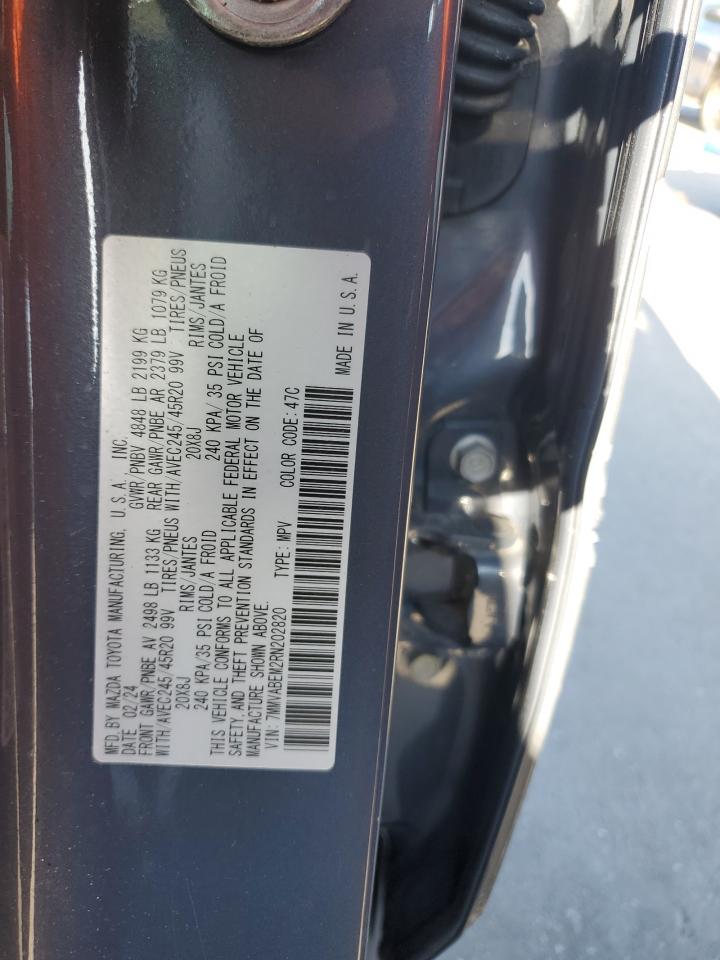 MFD.BY MAZDA TOYOTA MANUFACTURING, U.S.A., INC.
DATE 02/24 GVWR/PNBV 4848 LB 2199 KG
FRONT GAWR/PNBE AV 2498 LB 1133 KG REAR GAWR/PNBE AR 2379 LB 1079 KG
WITH/AVEC245/45R20 99V TIRES/PNEUS WITH/AVEC245/45R20 99V TIRES/PNEUS
20X8J RIMS/JANTES 20X8J RIMS/JANTES
240 KPA/35 PSI COLD/A FROID 240 KPA/35 PSI COLD/A FROID
THIS VEHICLE CONFORMS TO ALL APPLICABLE FEDERAL MOTOR VEHICLE
SAFETY, AND THEFT PREVENTION STANDARDS IN EFFECT ON THE DATE OF
MANUFACTURE SHOWN ABOVE.
VIN:7MMVABEM2RN202820 TYPE:MPV COLOR CODE:47C
MADE IN U.S.A.